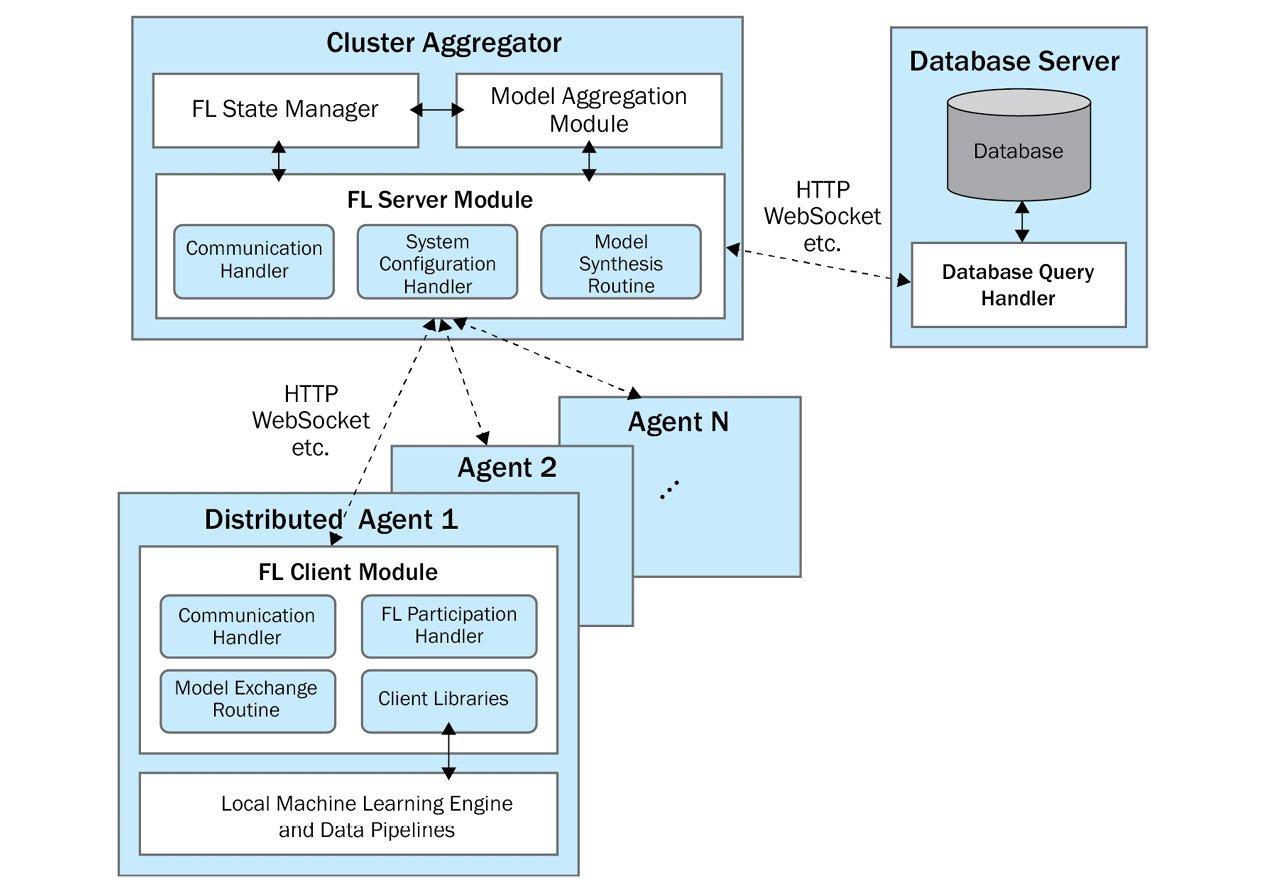 Cluster Aggregator
FL State Manager
Model Aggregation
Module
FL Server Module
Communication
Handler
System
Configuration
Handler
Model
Synthesis
Routine
HTTP
WebSocket
etc.
Database Server
Database
Database Query
Handler
HTTP
WebSocket
etc.
Agent N
...
Agent 2
Distributed Agent 1
FL Client Module
Communication
Handler
FL Participation
Handler
Model Exchange
Routine
Client Libraries
Local Machine Learning Engine
and Data Pipelines